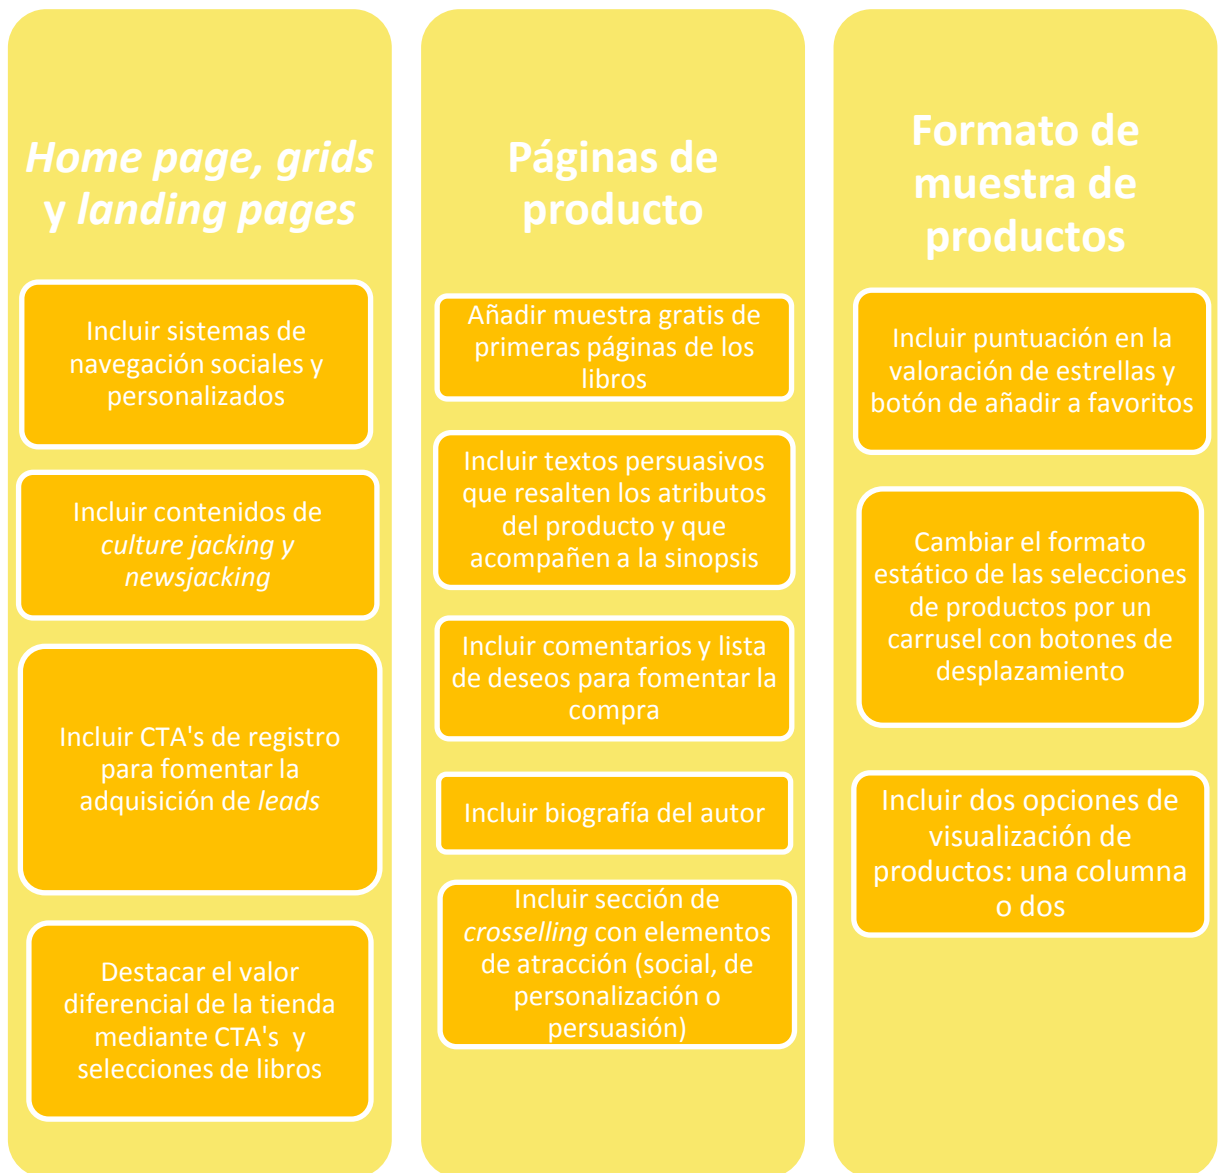 Home page, grids
y landing pages
Incluir sistemas de
navegación sociales y
personalizados
Incluir contenidos de
culture jacking y
newsjacking
Incluir CTA's de registro
para fomentar la
adquisición de leads
Destacar el valor
diferencial de la tienda
mediante CTA's y
selecciones de libros
Páginas de
producto
Añadir muestra gratis de
primeras páginas de los
libros
Incluir textos persuasivos
que resalten los atributos
del producto y que
acompañen a la sinopsis
Incluir comentarios y lista
de deseos para fomentar la
compra
Incluir biografía del autor
Incluir sección de
crosselling con elementos
de atracción (social, de
personalización o
persuasión)
Formato de
muestra de
productos
Incluir puntuación en la
valoración de estrellas y
botón de añadir a favoritos
Cambiar el formato
estático de las selecciones
de productos por un
carrusel con botones de
desplazamiento
Incluir dos opciones de
visualización de
productos: una columna
o dos